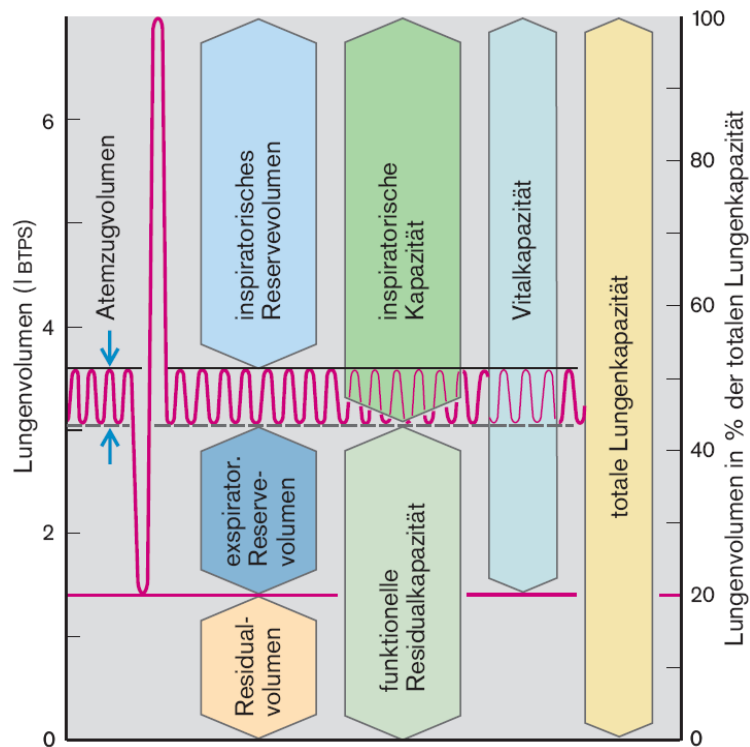 Lungenvolumen (l BTPS)
6
4
2
0
Atemzugvolumen
inspiratorisches
Reservevolumen
inspiratorische
Kapazität
Vitalkapazität
totale Lungenkapazität
exspirator.
Reserve-
volumen
funktionelle
Residualkapazität
Residual-
volumen
100
80
60
40
20
0
Lungenvolumen in % der totalen Lungenkapazität